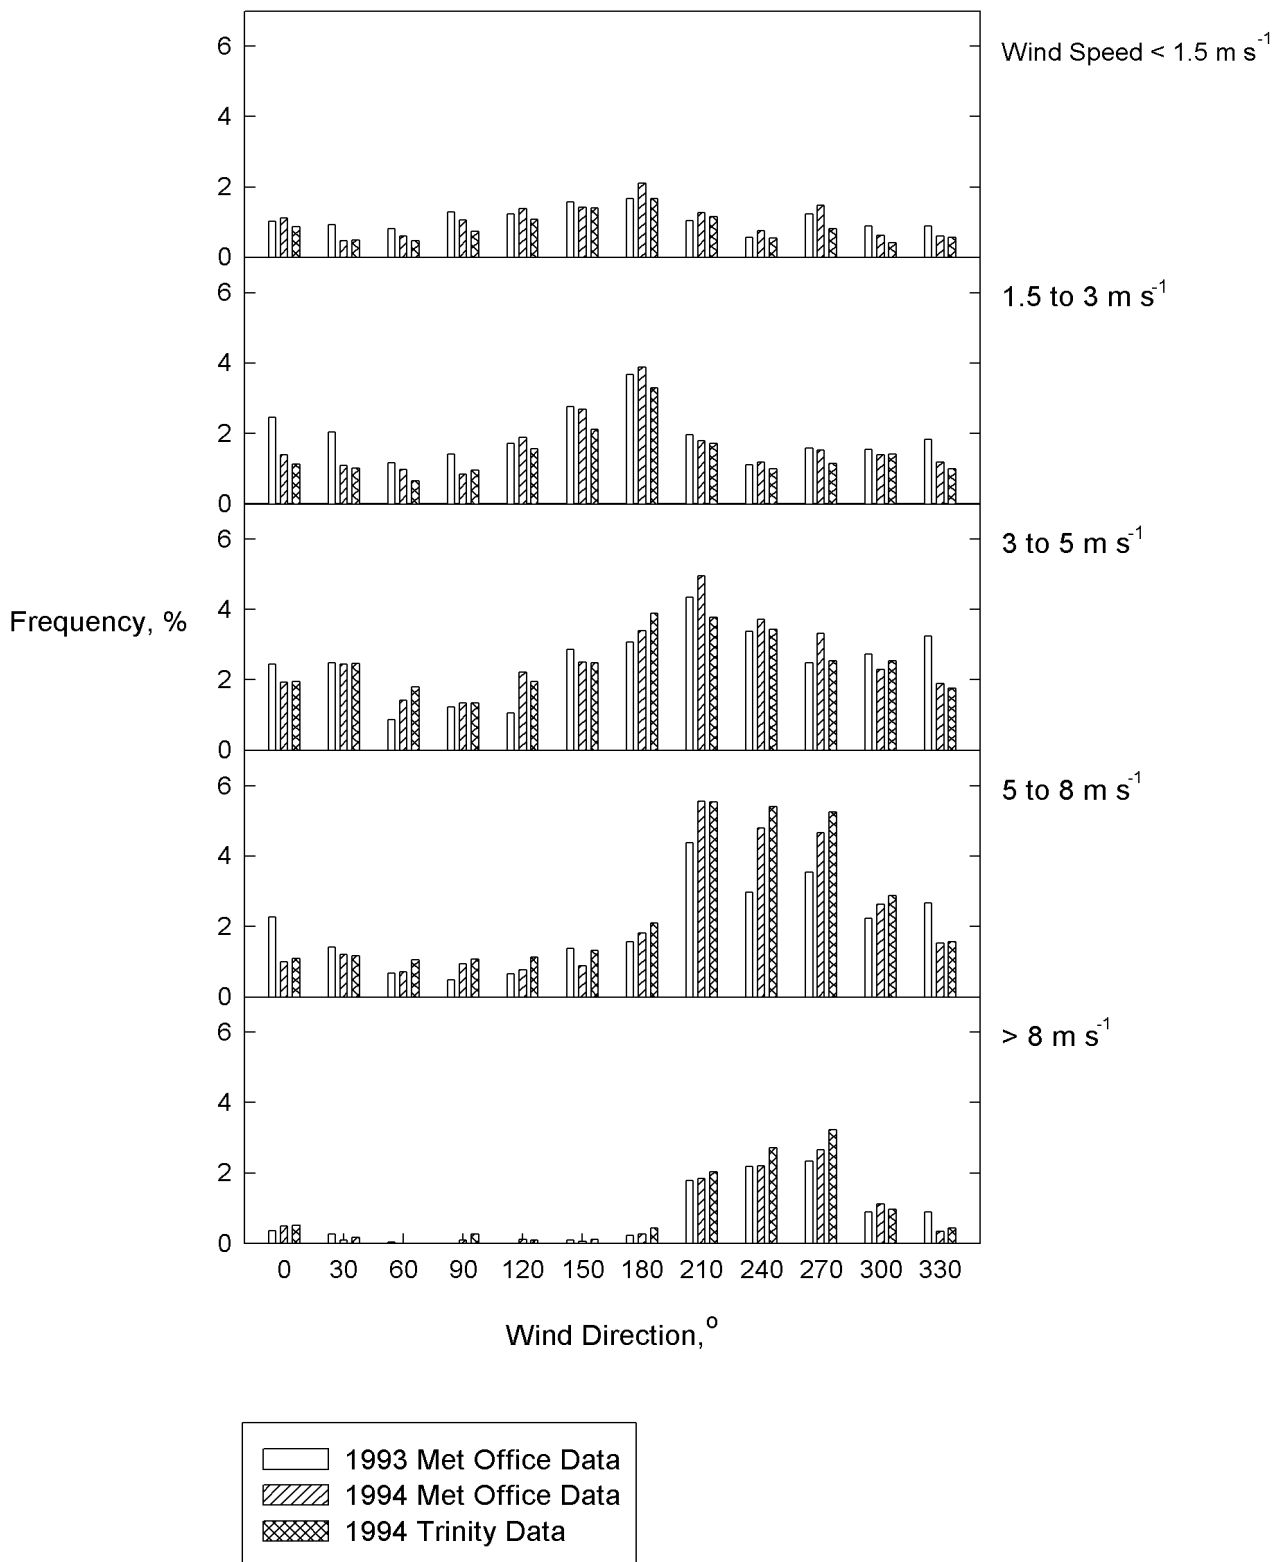 6
Wind Speed < 1.5 m s-1
4
2
0
6
1.5 to 3 m s-1
4
2
0
6
3 to 5 m s-1
4
Frequency, %
2
0
6
5 to 8 m s-1
4
2
0
6
> 8 m s-1
4
2
0
0 30 60 90 120 150 180 210 240 270 300 330
Wind Direction,o
1993 Met Office Data
1994 Met Office Data
1994 Trinity Data